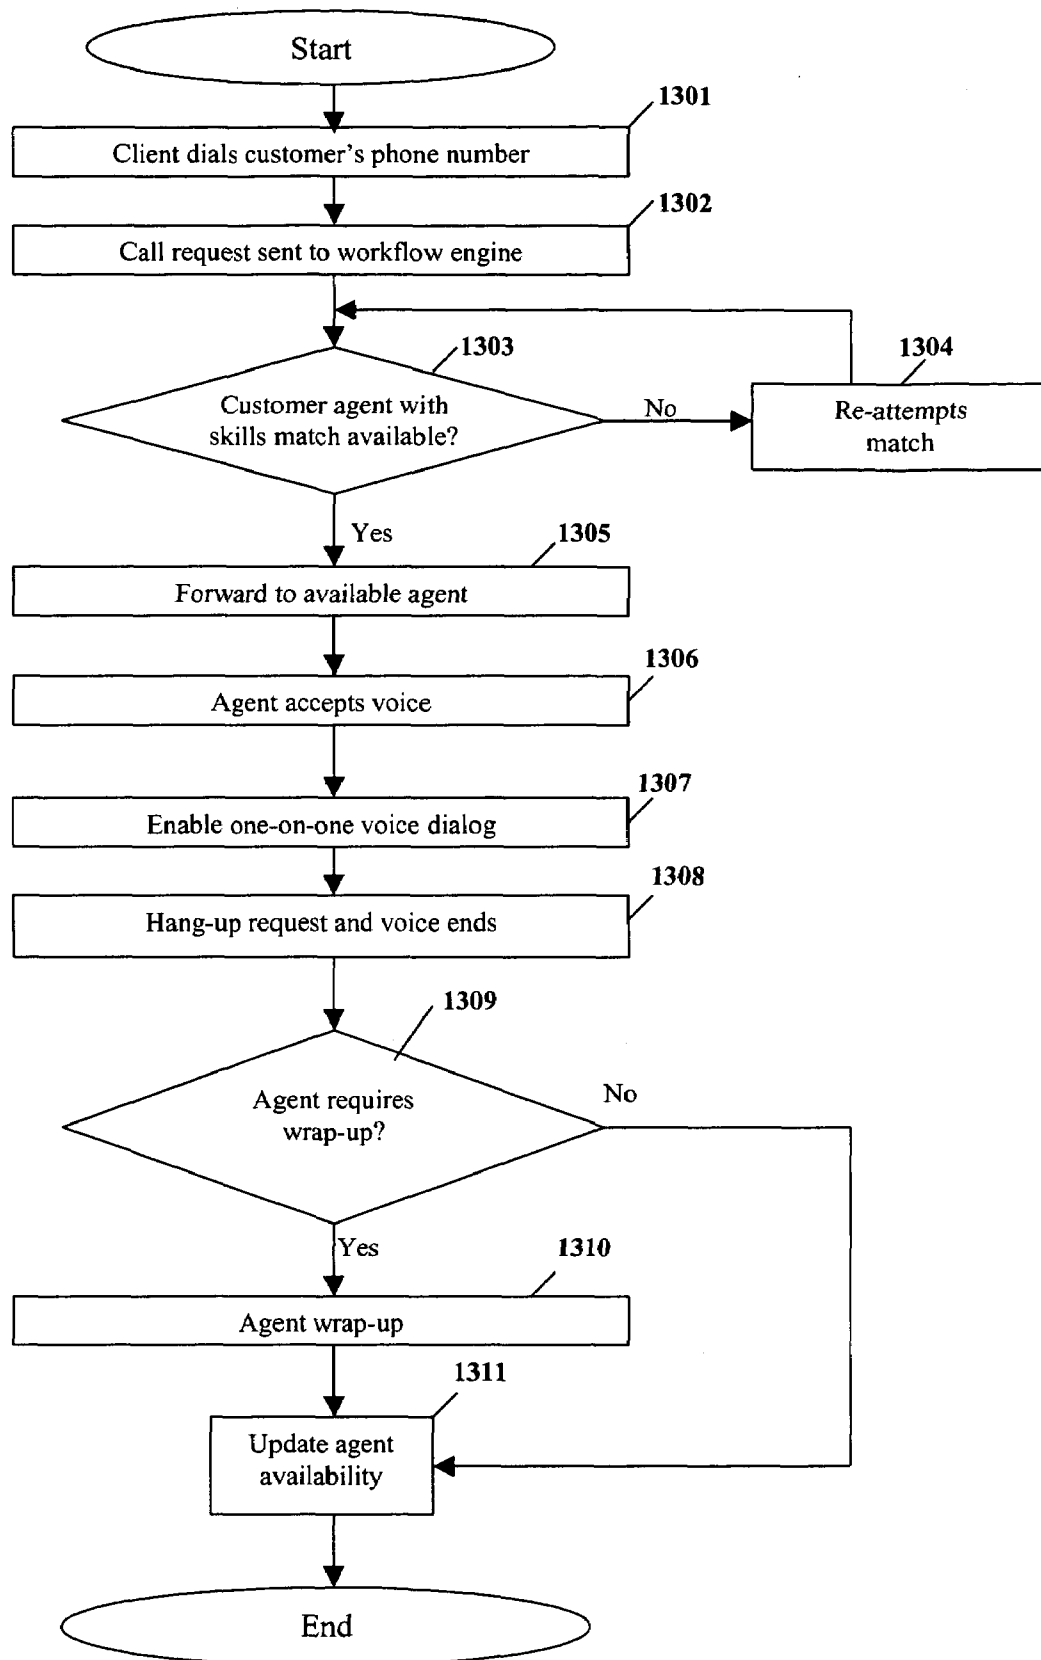 Start
1301
Client dials customer's phone number
1302
Call request sent to workflow engine
1303
1304
Customer agent with
skills match available?
No
Re-attempts
match
Yes
1305
Forward to available agent
1306
Agent accepts voice
1307
Enable one-on-one voice dialog
1308
Hang-up request and voice ends
1309
Agent requires
wrap-up?
No
Yes
1310
Agent wrap-up
1311
Update agent
availability
End